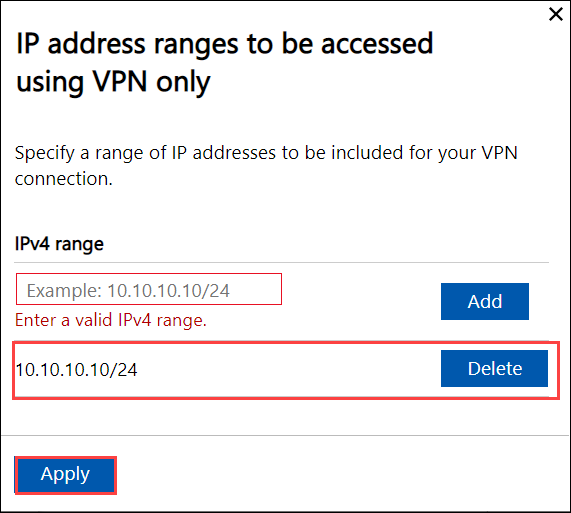 IP address ranges to be accessed
using VPN only
Specify a range of IP addresses to be included for your VPN
connection.
IPv4 range
Example: 10.10.10.10/24
Add
Enter a valid IPv4 range.
10.10.10.10/24
Delete
Apply